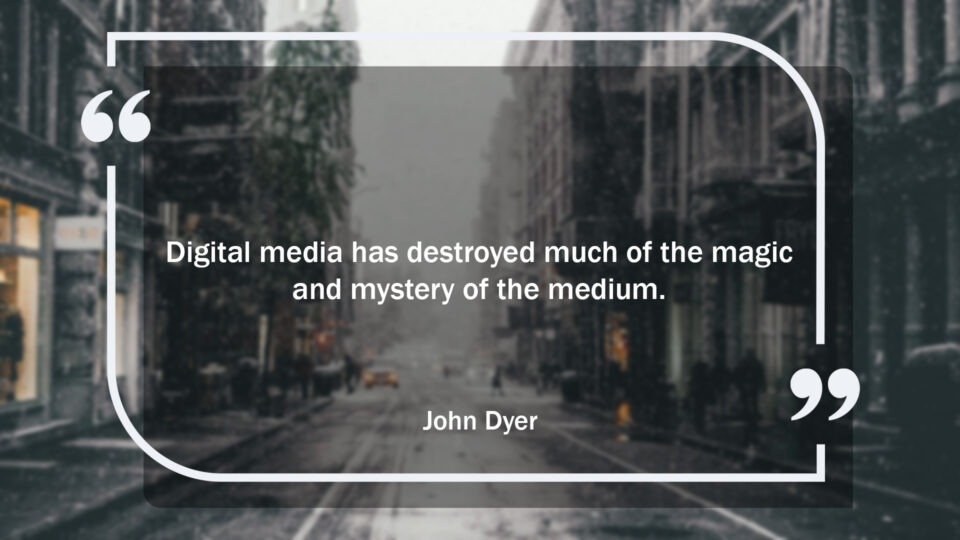 Digital media has destroyed much of the magic
and mystery of the medium.
John Dyer